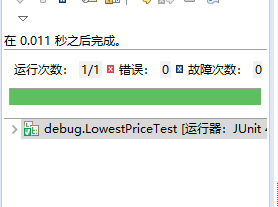 在 0.011 秒之后完成。
运行次数： 1/1 错误： 0 故障次数： 0
debug.LowestPriceTest [运行器：JUnit 4